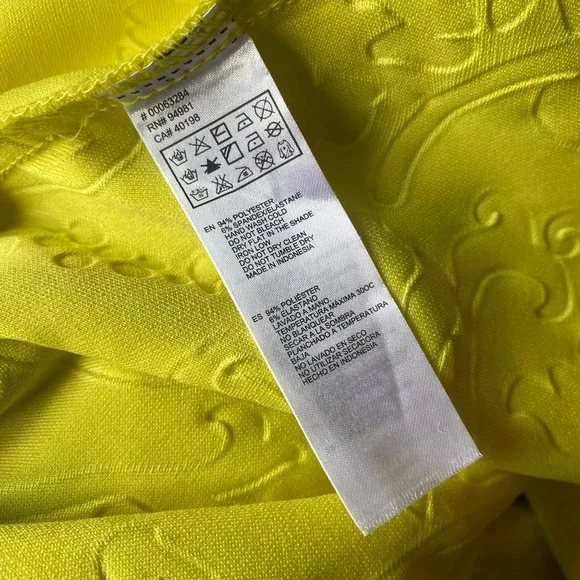 # 00063284
RN# 94981
CA# 40198
EN 94% POLYESTER
6% SPANDEX/ELASTANE
HAND WASH COLD
DO NOT BLEACH
DRY FLAT IN THE SHADE
IRON LOW
DO NOT DRY CLEAN
DO NOT TUMBLE DRY
MADE IN INDONESIA
ES 94% POLIÉSTER
6% ELASTANO
LAVADO A MANO
TEMPERATURA MÁXIMA 30OC
NO BLANQUEAR
SECAR A LA SOMBRA
PLANCHADO A TEMPERATURA
BAJA
NO LAVADO EN SECO
NO UTILIZAR SECADORA
HECHO EN INDONESIA